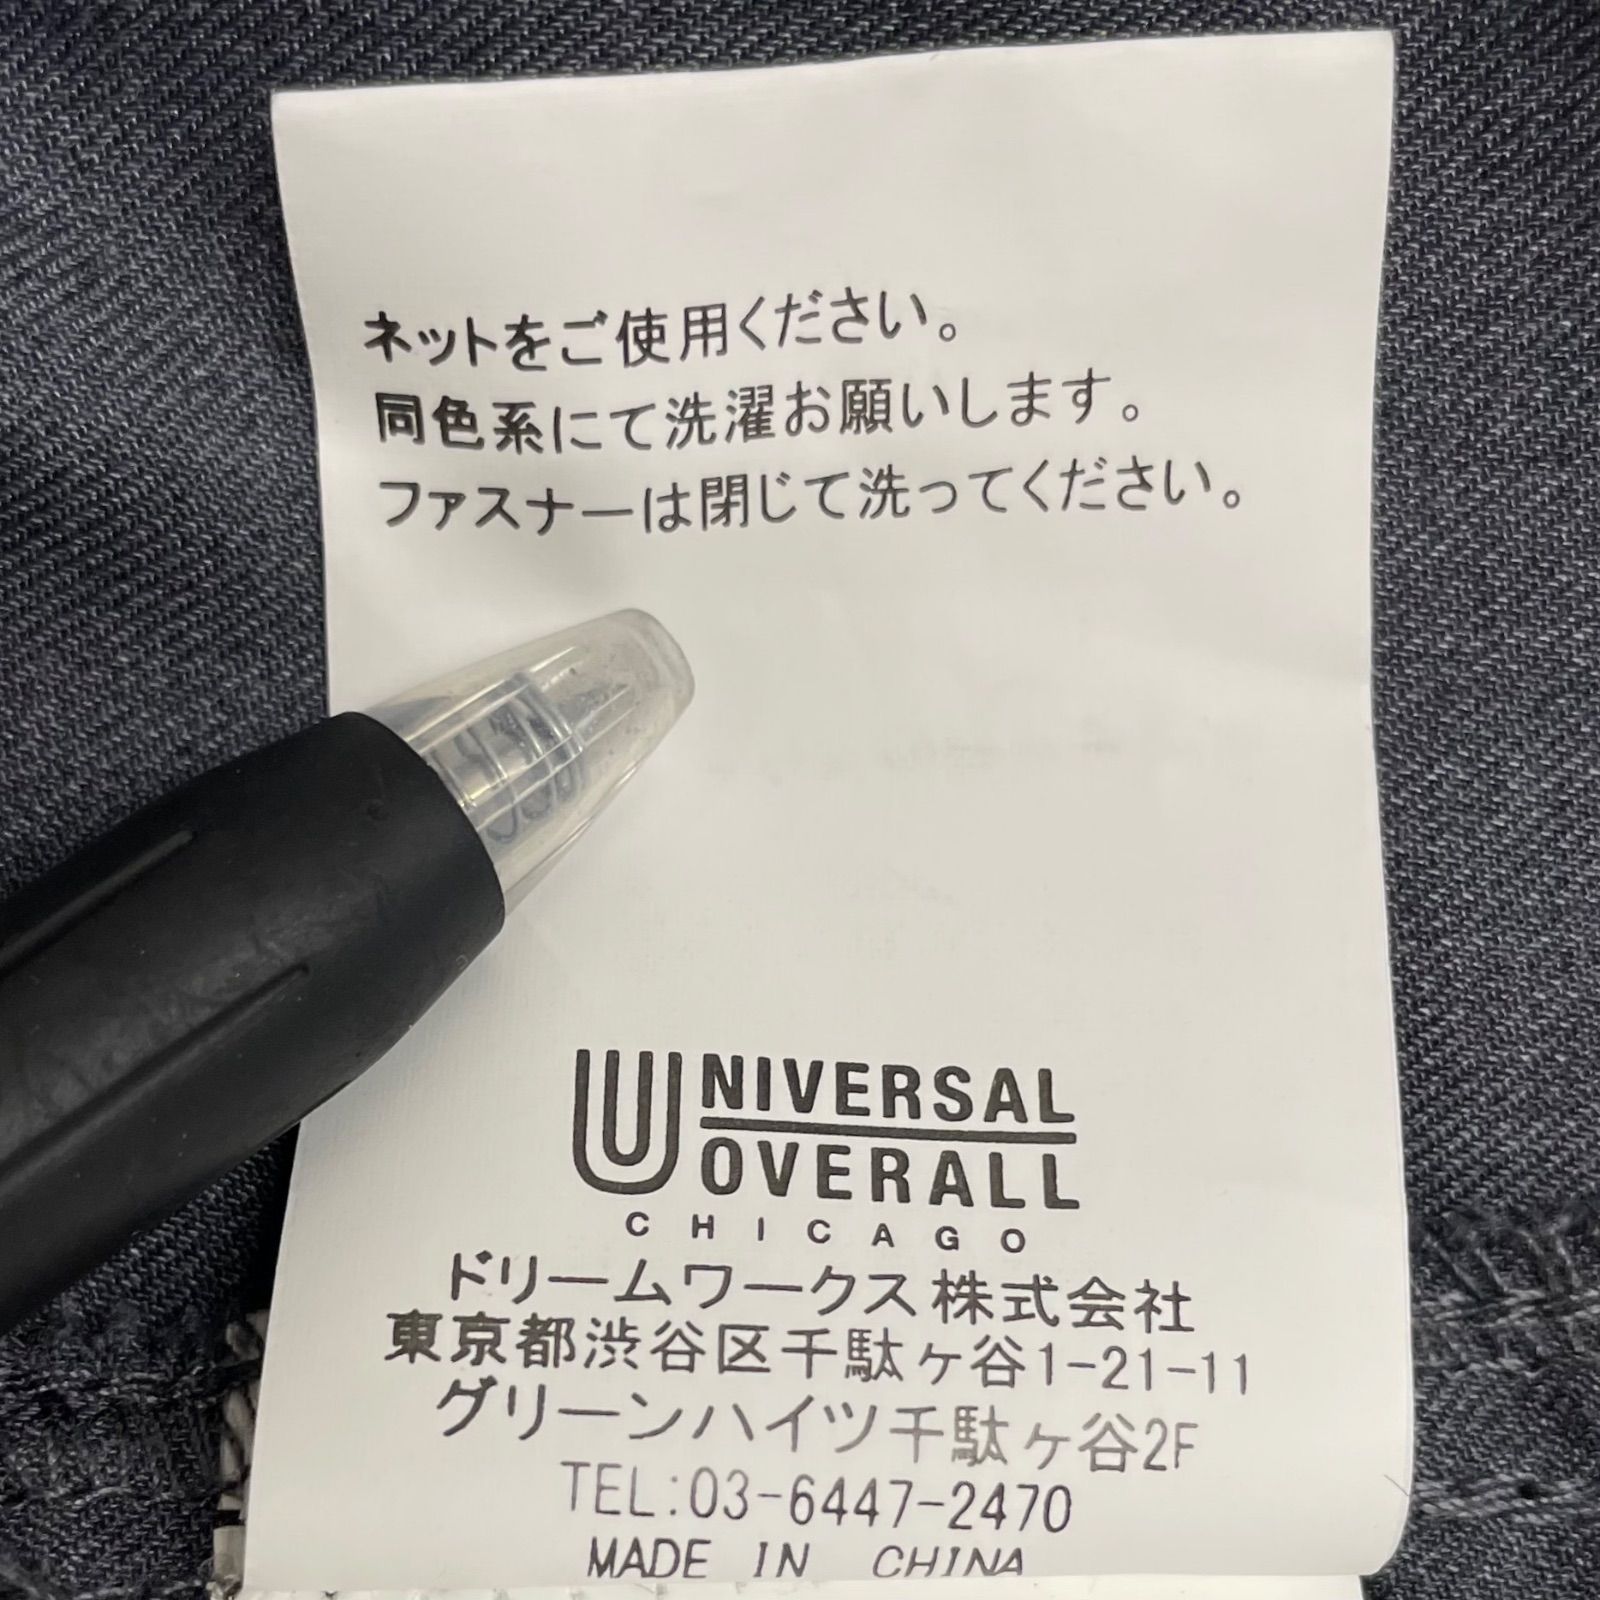 ネットをご使用ください。
同色系にて洗濯お願いします。
ファスナーは閉じて洗ってください。
UNIVERSAL
OVERALL
CHICAGO
ドリームワークス株式会社
東京都渋谷区千駄ヶ谷1-21-11
グリーンハイツ千駄ヶ谷2F
TEL:03-6447-2470
MADE IN CHINA